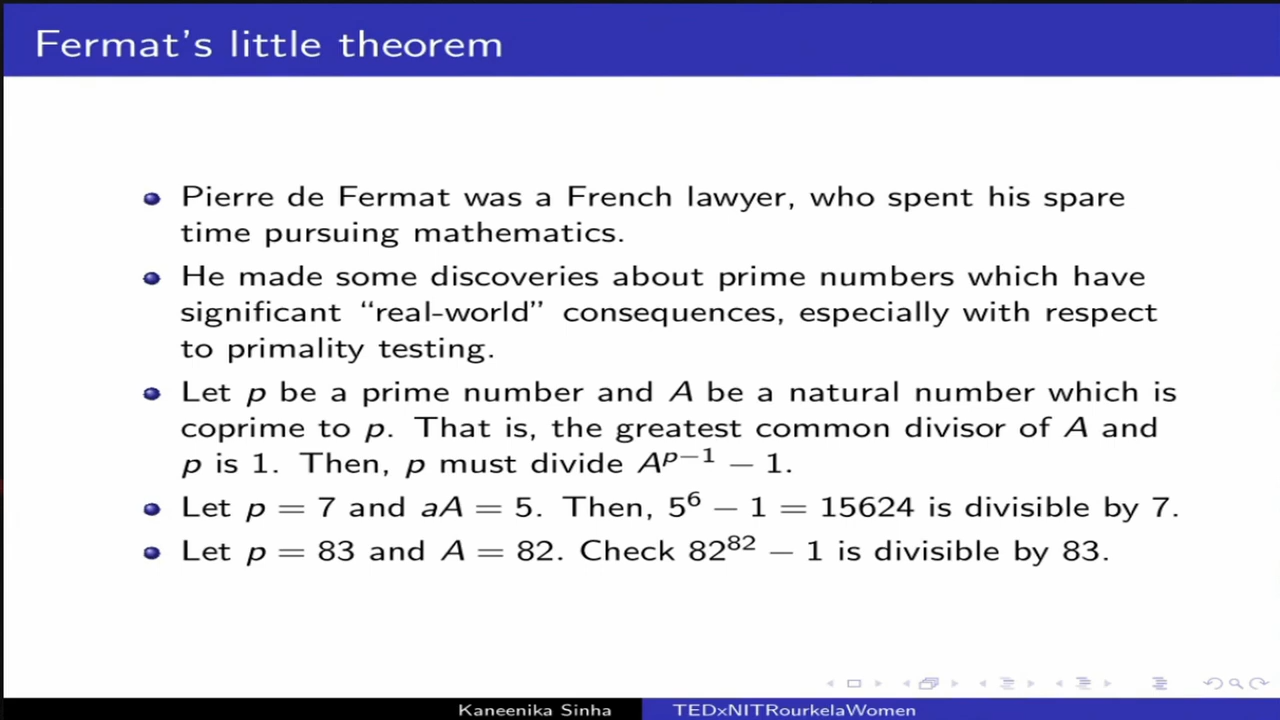 Fermat's little theorem
Pierre de Fermat was a French lawyer, who spent his spare
time pursuing mathematics.
He made some discoveries about prime numbers which have
significant “real-world” consequences, especially with respect
to primality testing.
Let p be a prime number and A be a natural number which is
coprime to p. That is, the greatest common divisor of A and
p is 1. Then, p must divide A^{p−1} − 1.
Let p = 7 and aA = 5. Then, 5⁶ − 1 = 15624 is divisible by 7.
Let p = 83 and A = 82. Check 82⁸² − 1 is divisible by 83.
Kaneenika Sinha TEDxNITRourkelaWomen